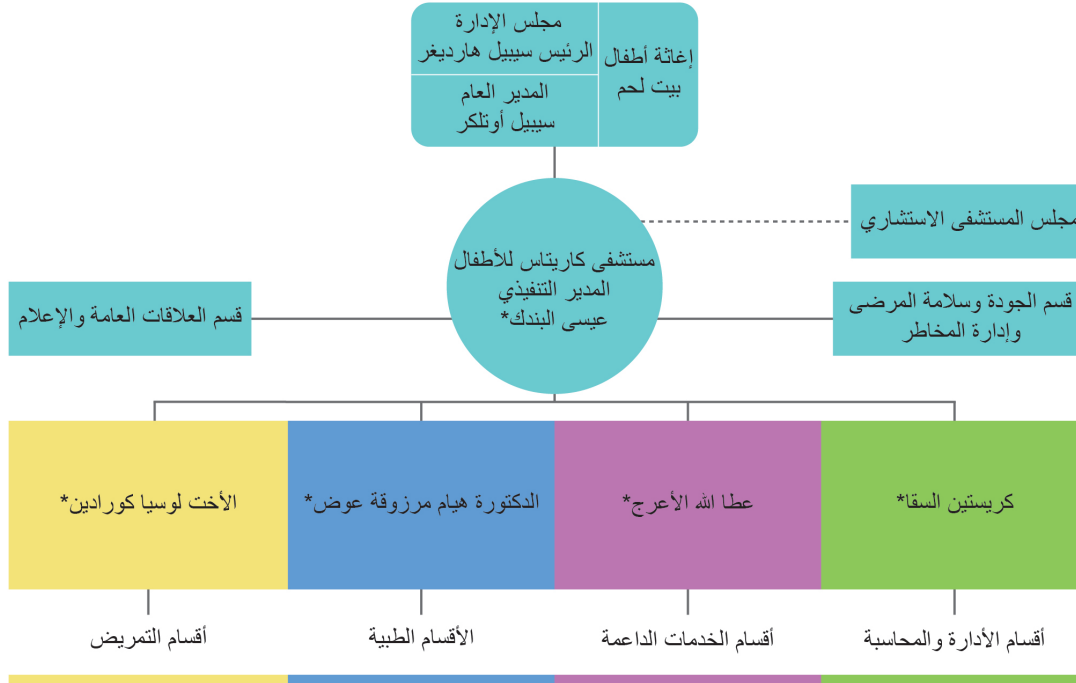 إغاثة أطفال
بيت لحم
مجلس الإدارة
الرئيس سيبيل هارديغر
المدير العام
سيبيل أوتلكر
مجلس المستشفى الاستشاري
مستشفى كاريتاس للأطفال
المدير التنفيذي
عيسى البندك*
قسم الجودة وسلامة المرضى
وإدارة المخاطر
قسم العلاقات العامة والإعلام
كريستين السقا*
عطا الله الأعرج*
الدكتورة هيام مرزوقة عوض*
الأخت لوسيا كورادين*
أقسام الأدارة والمحاسبة
أقسام الخدمات الداعمة
الأقسام الطبية
أقسام التمريض